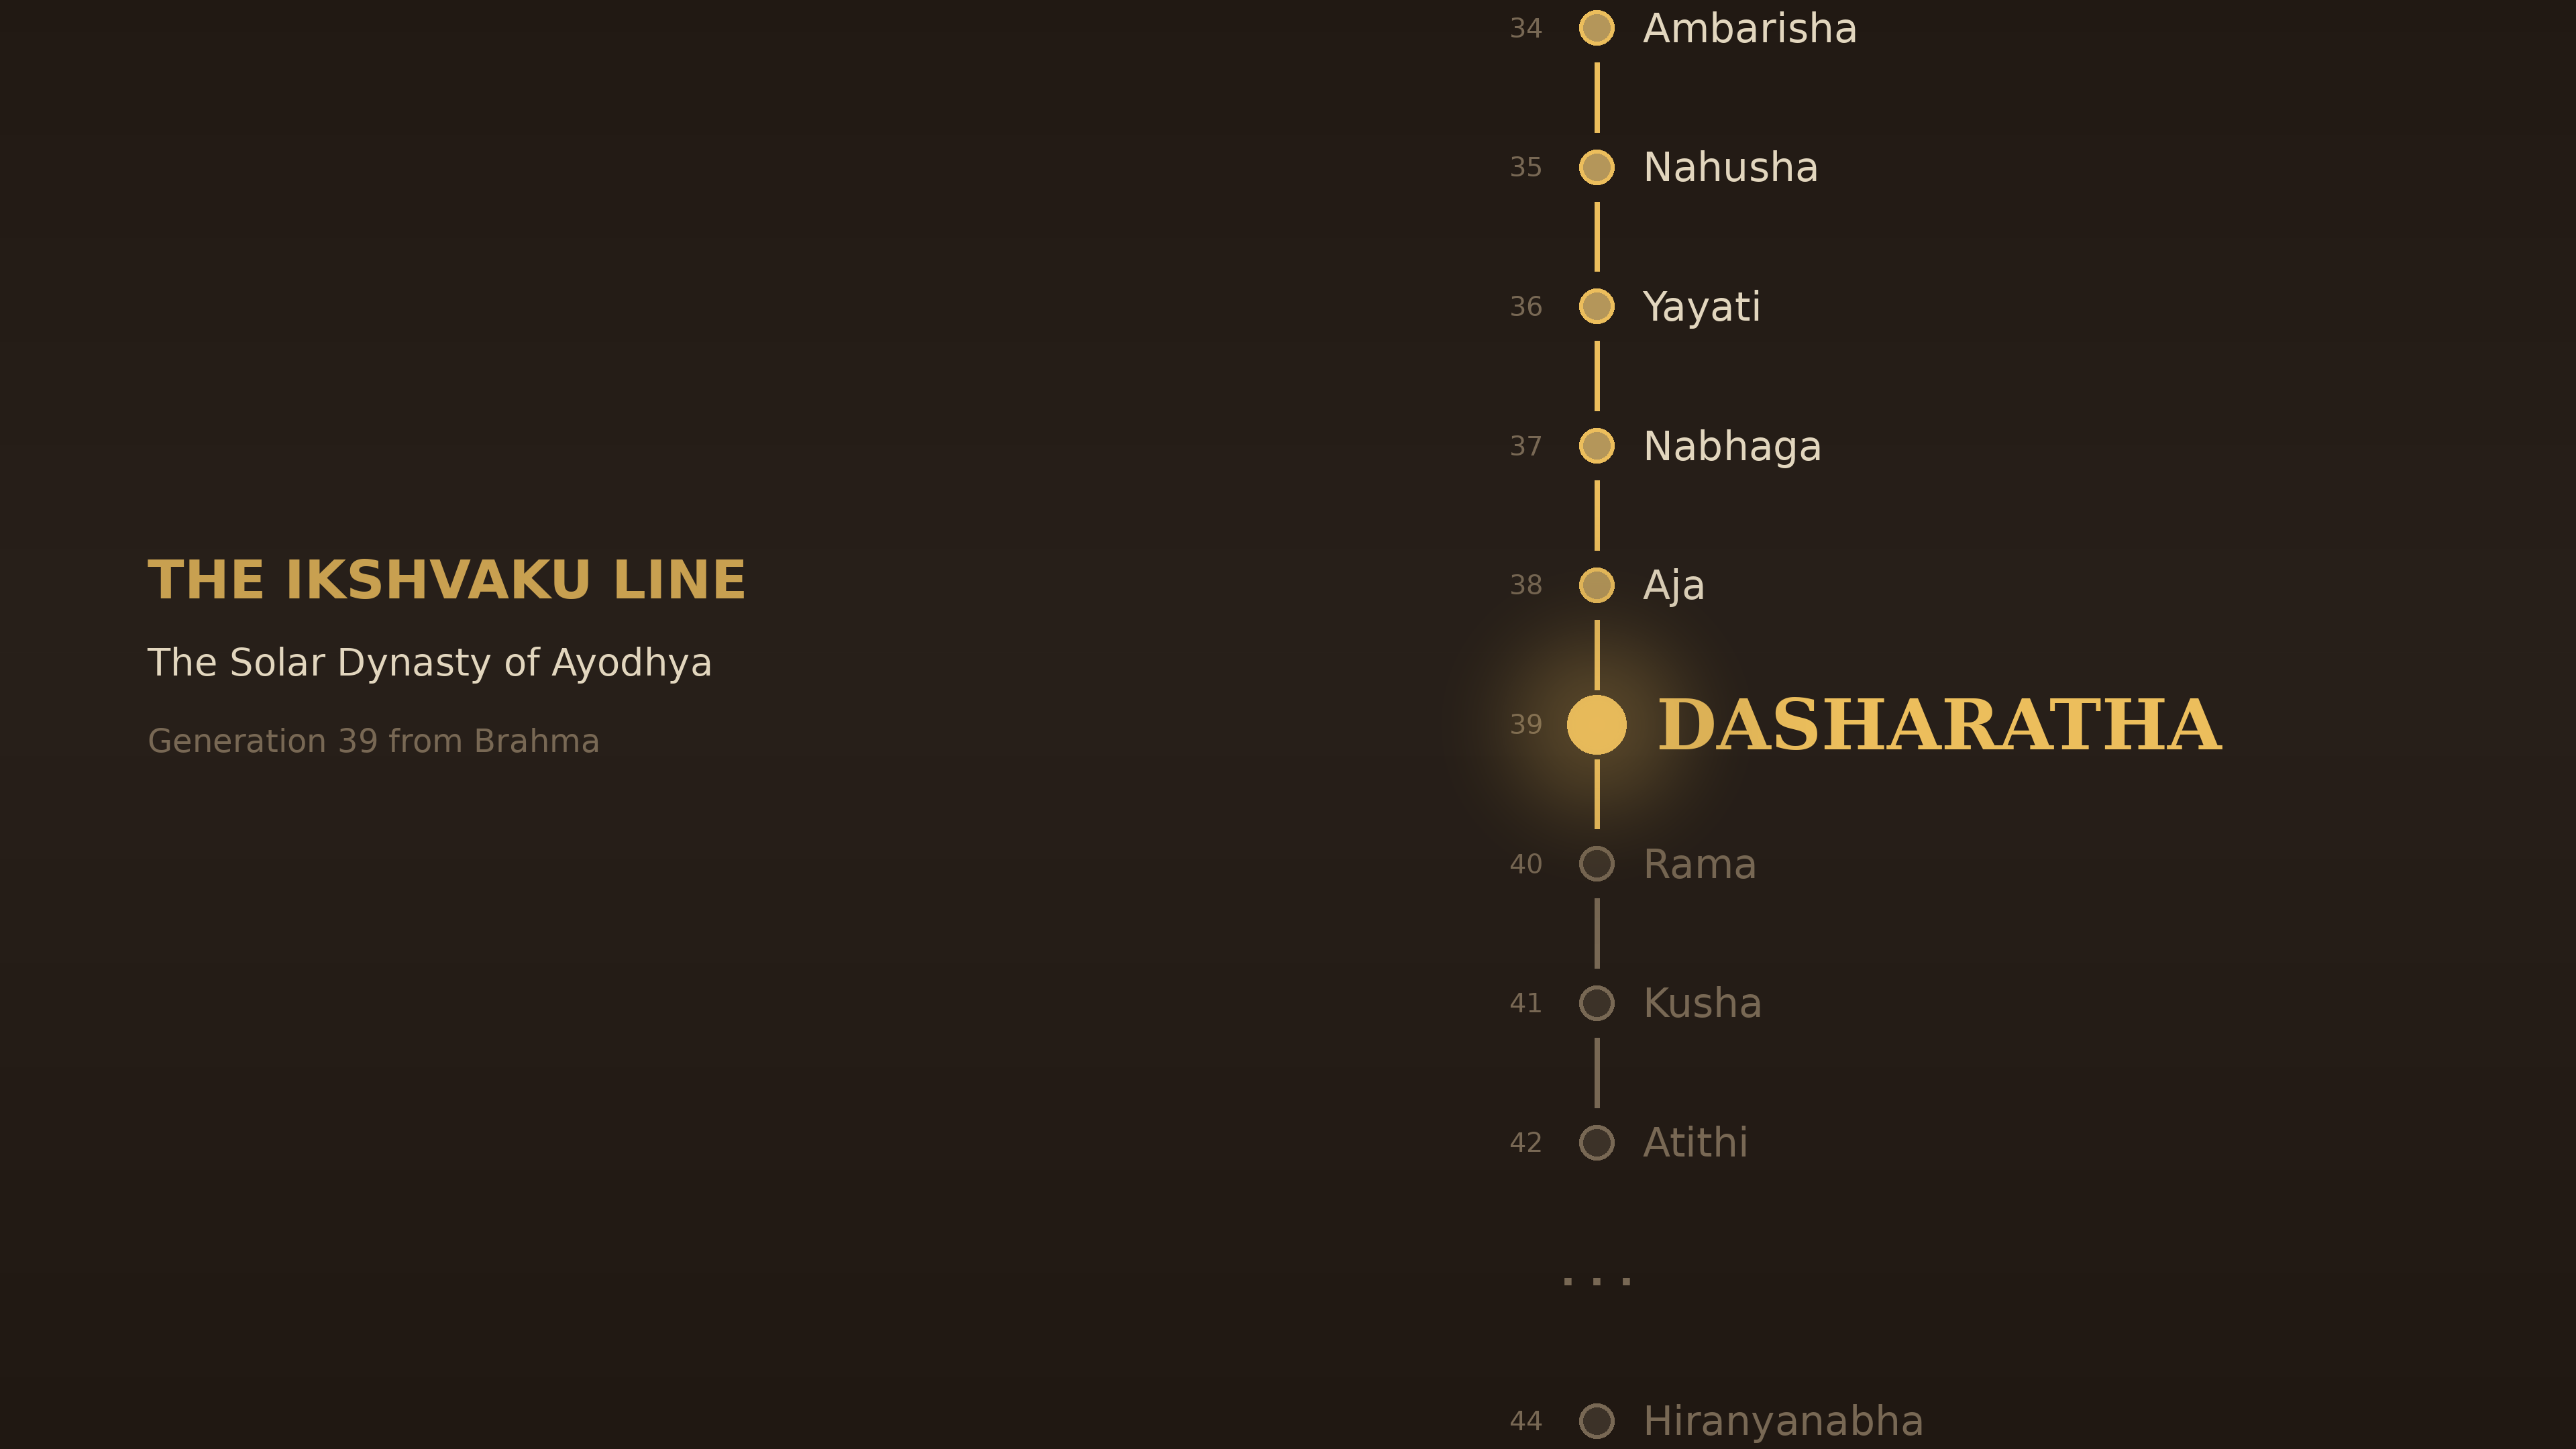 THE IKSHVAKU LINE
The Solar Dynasty of Ayodhya
Generation 39 from Brahma
34 Ambarisha
35 Nahusha
36 Yayati
37 Nabhaga
38 Aja
39 DASHARATHA
40 Rama
41 Kusha
42 Atithi
...
44 Hiranyanabha